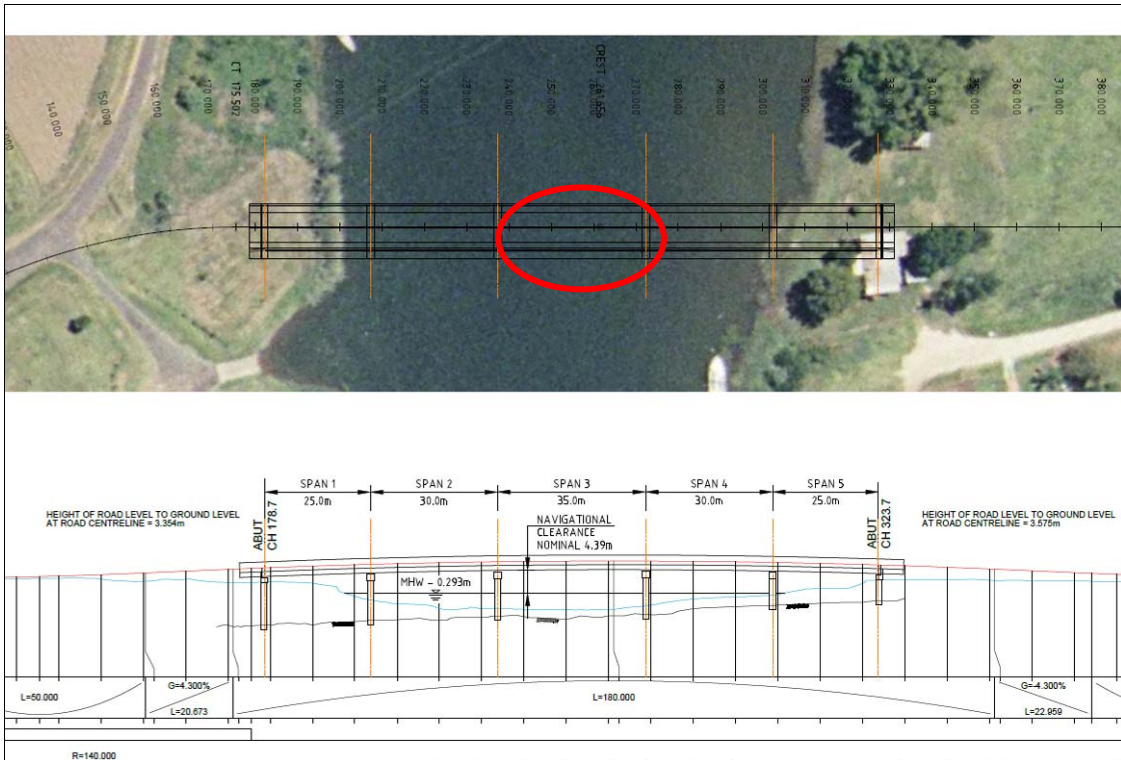 140.000
150.000
160.000
170.000
CT 175.502
180.000
190.000
200.000
210.000
220.000
230.000
240.000
250.000
270.000
280.000
290.000
300.000
310.000
330.000
340.000
350.000
360.000
370.000
380.000
SPAN 1
SPAN 2
SPAN 3
SPAN 4
SPAN 5
25.0m
30.0m
35.0m
30.0m
25.0m
HEIGHT OF ROAD LEVEL TO GROUND LEVEL
AT ROAD CENTRELINE = 3.354m
ABUT
CH 178.7
NAVIGATIONAL
CLEARANCE
NOMINAL 4.39m
ABUT
CH 323.7
HEIGHT OF ROAD LEVEL TO GROUND LEVEL
AT ROAD CENTRELINE = 3.575m
MHW - 0.293m
L=50.000
G=4.300%
L=20.673
L=180.000
G=-4.300%
L=22.959
R=140.000